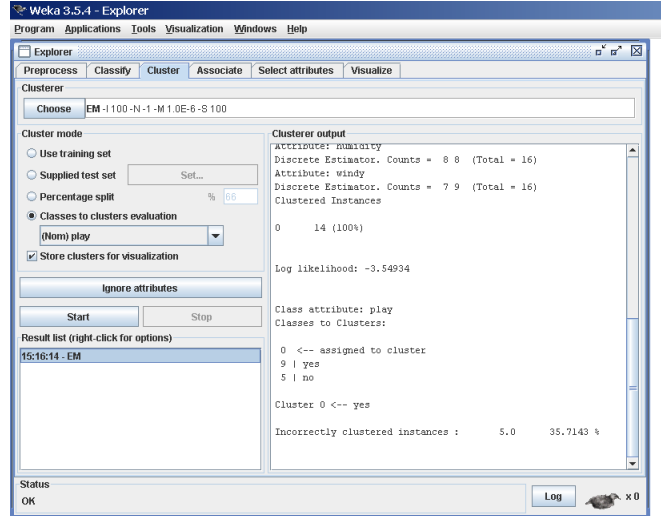 Weka 3.5.4 - Explorer
Program Applications Tools Visualization Windows Help
Explorer
Preprocess Classify Cluster Associate Select attributes Visualize
Clusterer
Choose EM -I 100 -N -1 -M 1.0E-6 -S 100
Cluster mode
Use training set
Supplied test set Set...
Percentage split % 66
Classes to clusters evaluation
(Nom) play
Store clusters for visualization
Ignore attributes
Start Stop
Result list (right-click for options)
15:16:14 - EM
Clusterer output
Attribute: humidity
Discrete Estimator. Counts = 8 8 (Total = 16)
Attribute: windy
Discrete Estimator. Counts = 7 9 (Total = 16)
Clustered Instances
0 14 (100%)
Log likelihood: -3.54934
Class attribute: play
Classes to Clusters:
0 <-- assigned to cluster
9 | yes
5 | no
Cluster 0 <-- yes
Incorrectly clustered instances : 5.0 35.7143 %
Status
OK
Log x 0